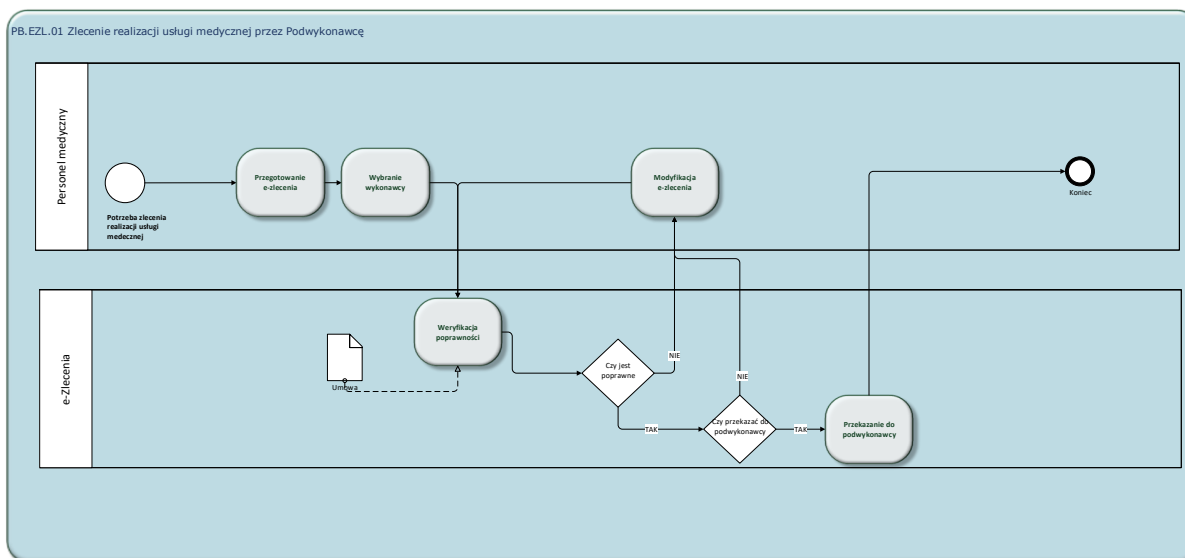 PB.EZL.01 Zlecenie realizacji usługi medycznej przez Podwykonawcę
Personel medyczny
Potrzeba zlecenia
realizacji usługi
medecznej
Przegotowanie
e-zlecenia
Wybranie
wykonawcy
Modyfikacja
e-zlecenia
Koniec
e-Zlecenia
Umowa
Weryfikacja
poprawności
Czy jest
poprawne
NIE
TAK
Czy przekazać do
podwykonawcy
NIE
TAK
Przekazanie do
podwykonawcy